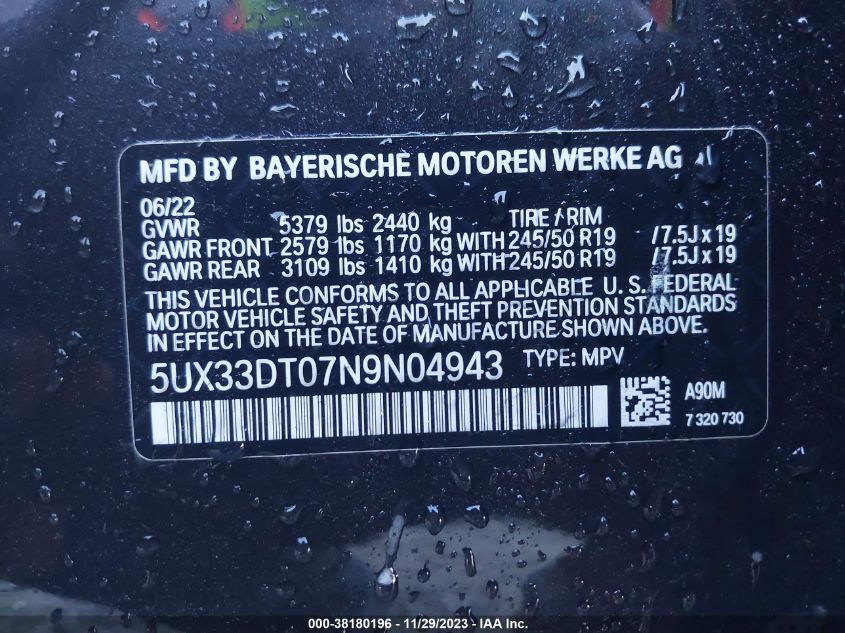 MFD BY BAYERISCHE MOTOREN WERKE AG
06/22
GVWR 5379 lbs 2440 kg TIRE / RIM
GAWR FRONT 2579 lbs 1170 kg WITH 245/50 R19 /7.5J x 19
GAWR REAR 3109 lbs 1410 kg WITH 245/50 R19 /7.5J x 19
THIS VEHICLE CONFORMS TO ALL APPLICABLE U.S. FEDERAL
MOTOR VEHICLE SAFETY AND THEFT PREVENTION STANDARDS
IN EFFECT ON THE DATE OF MANUFACTURE SHOWN ABOVE.
5UX33DT07N9N04943 TYPE: MPV
A90M
7 320 730
000-38180196 - 11/29/2023 - IAA Inc.